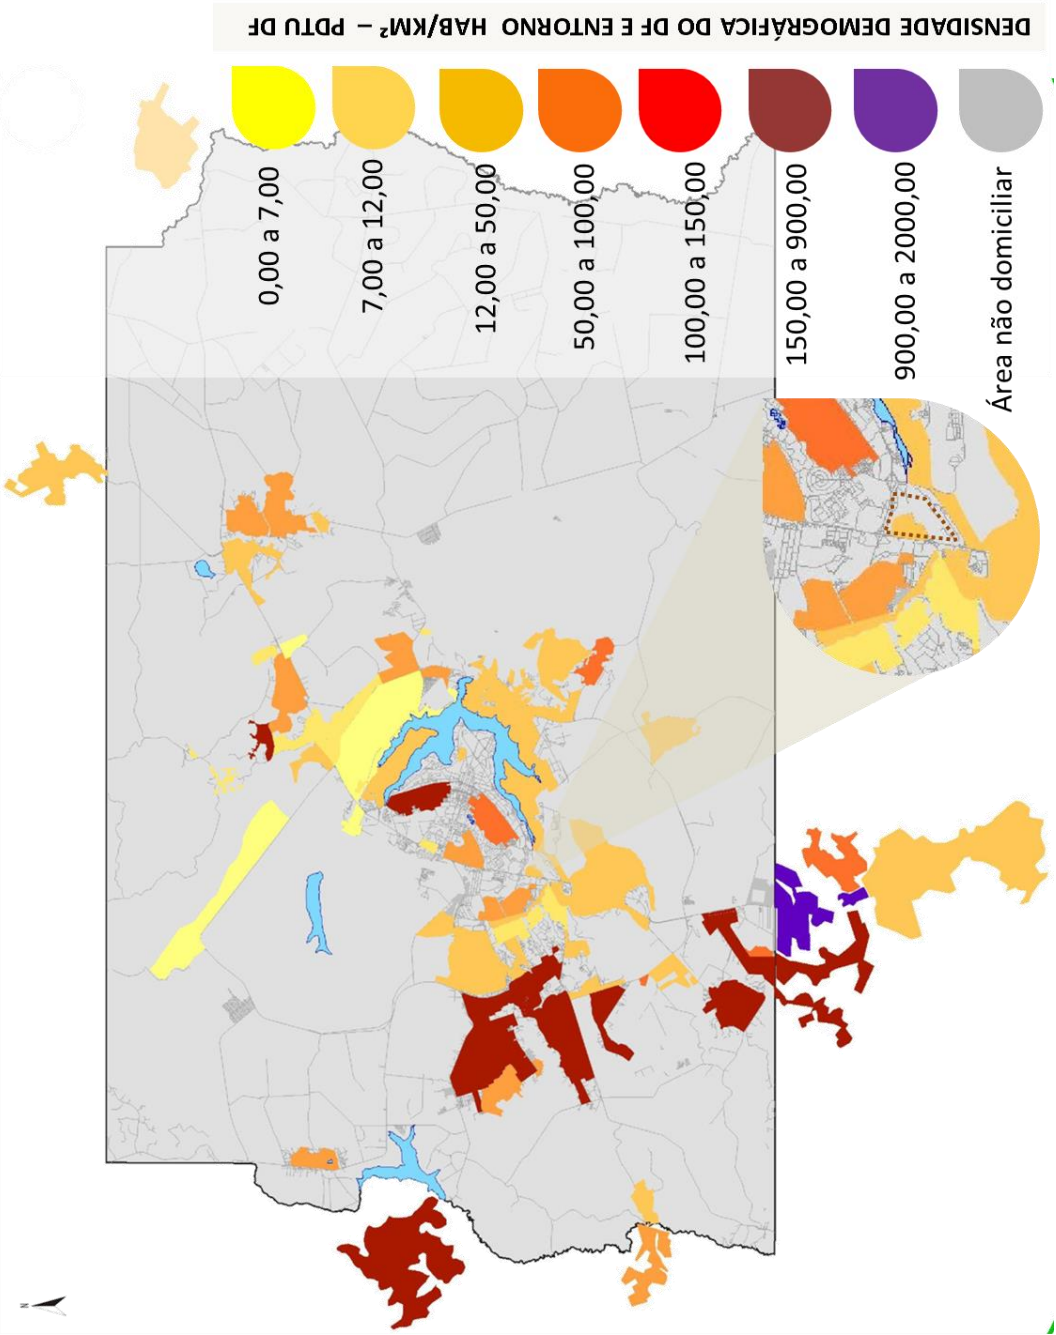 DENSIDADE DEMOGRÁFICA DO DF E ENTORNO HAB/KM² – PDTU DF
0,00 a 7,00
7,00 a 12,00
12,00 a 50,00
50,00 a 100,00
100,00 a 150,00
150,00 a 900,00
900,00 a 2000,00
Área não domiciliar
N